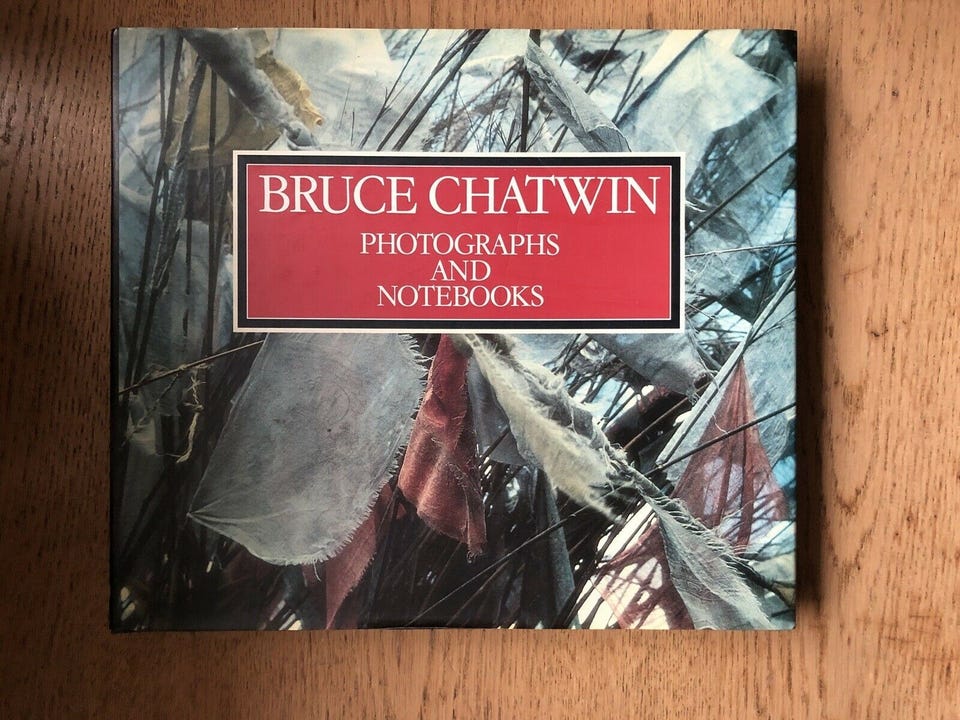 BRUCE CHATWIN
PHOTOGRAPHS
AND
NOTEBOOKS